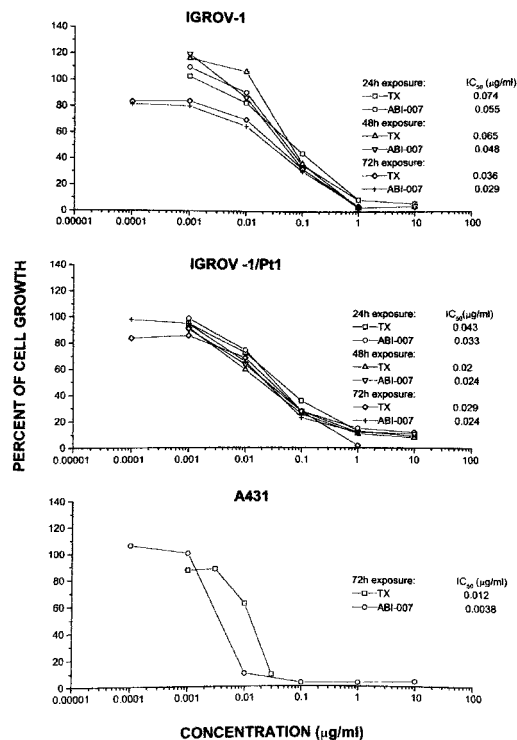 IGROV-1
140
120
100
80
60
40
20
0
0.00001 0.0001 0.001 0.01 0.1 1 10 100
24h exposure: IC50 (μg/ml)
TX 0.074
ABI-007 0.055
48h exposure:
TX 0.065
ABI-007 0.048
72h exposure:
TX 0.036
ABI-007 0.029
PERCENT OF CELL GROWTH
IGROV -1/Pt1
140
120
100
80
60
40
20
0
0.00001 0.0001 0.001 0.01 0.1 1 10 100
24h exposure: IC50(μg/ml)
TX 0.043
ABI-007 0.033
48h exposure:
TX 0.02
ABI-007 0.024
72h exposure:
TX 0.029
ABI-007 0.024
A431
140
120
100
80
60
40
20
0
0.00001 0.0001 0.001 0.01 0.1 1 10 100
72h exposure: IC50 (μg/ml)
TX 0.012
ABI-007 0.0038
CONCENTRATION (μg/ml)